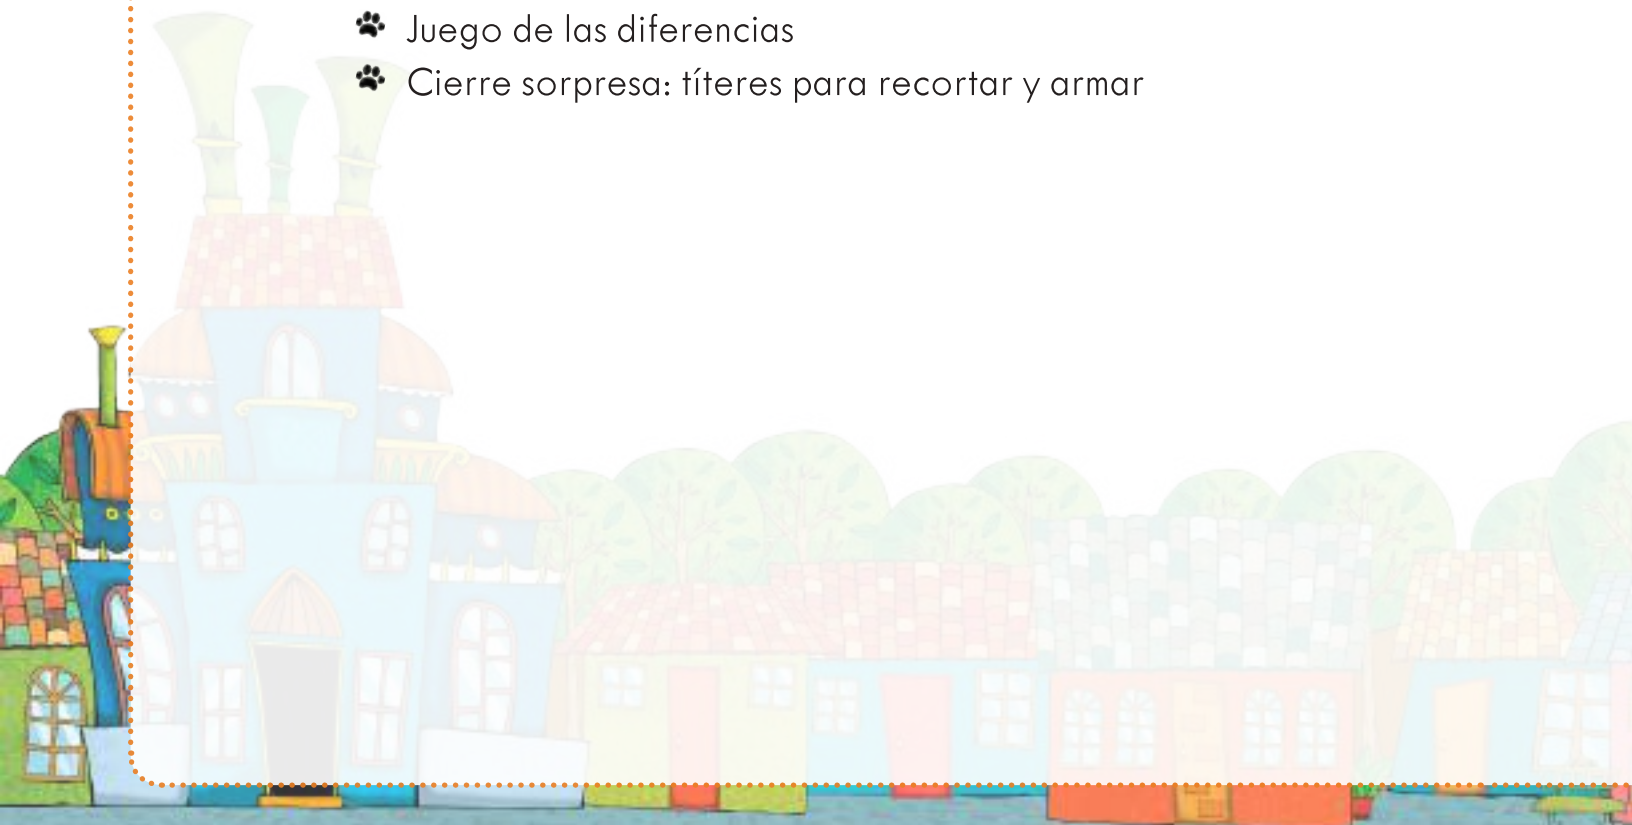 Juego de las diferencias
Cierre sorpresa: títeres para recortar y armar